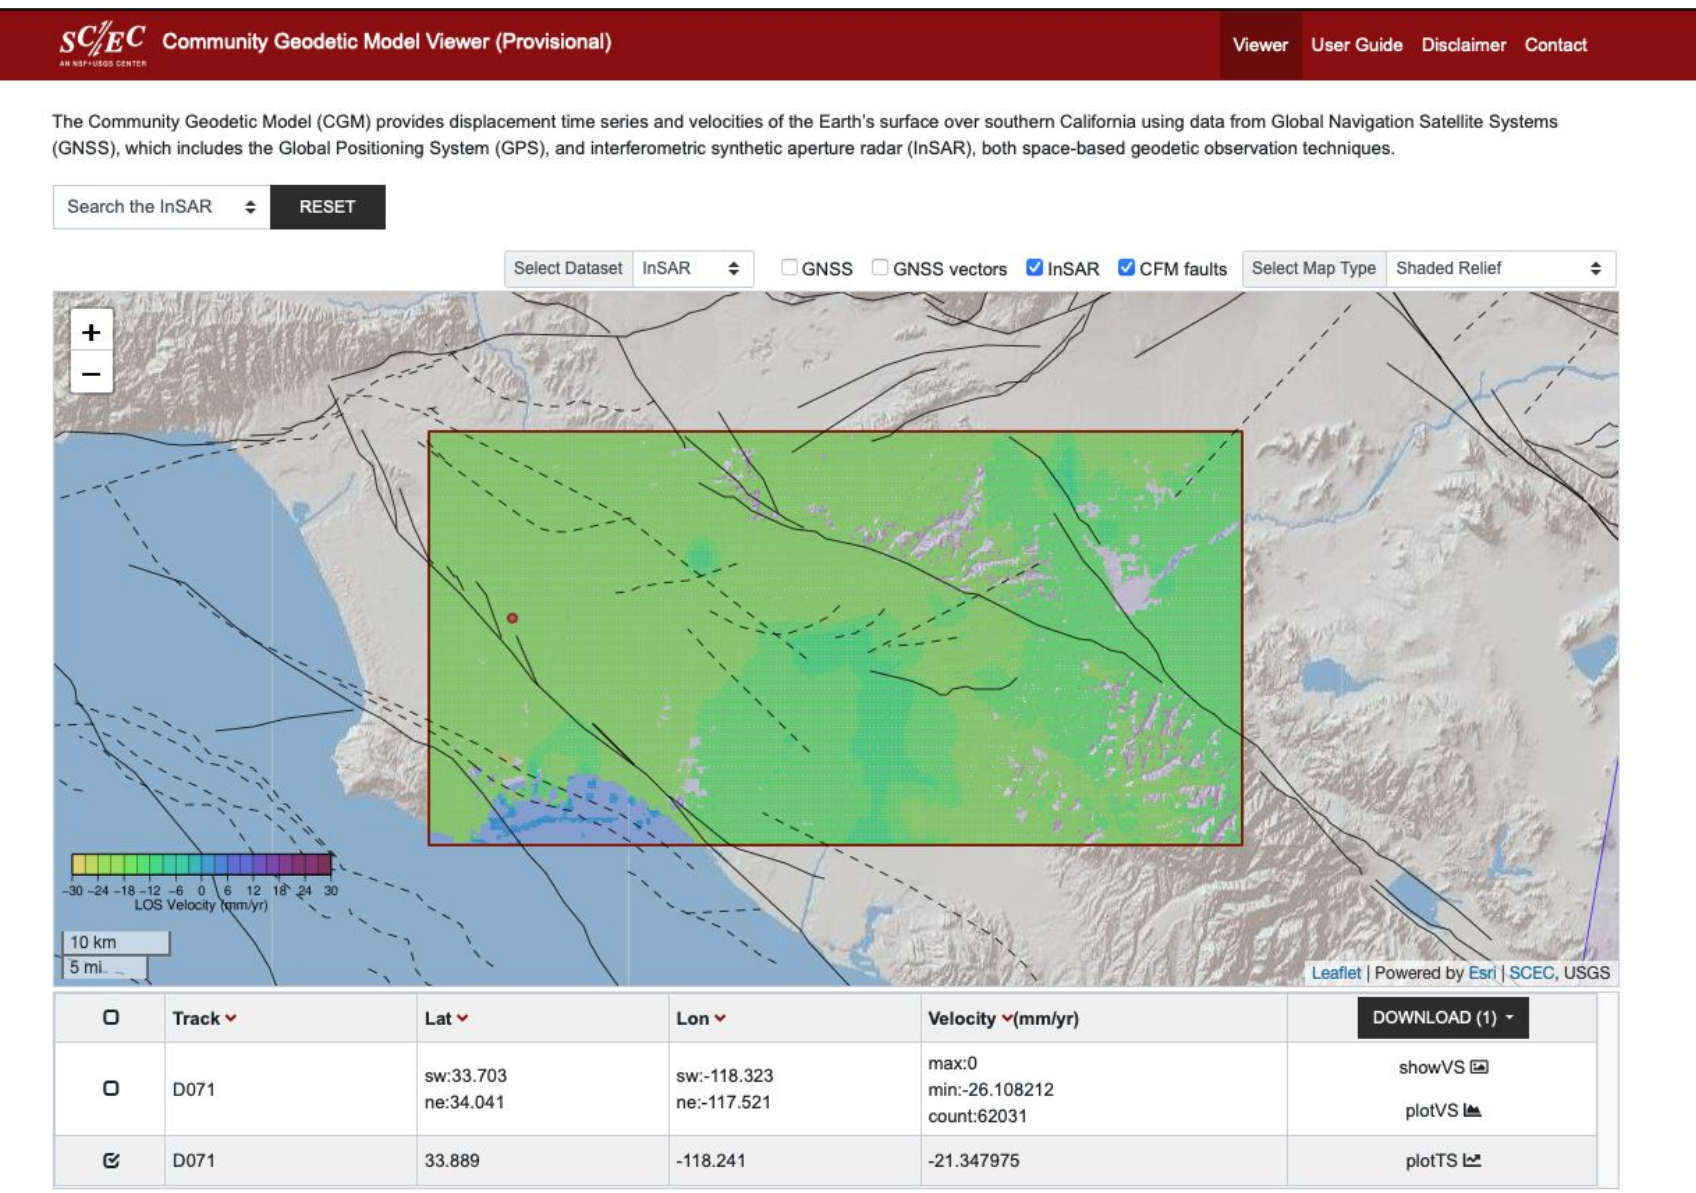 SC//EC Community Geodetic Model Viewer (Provisional)
AN NSF+USGS CENTER
Viewer User Guide Disclaimer Contact
The Community Geodetic Model (CGM) provides displacement time series and velocities of the Earth's surface over southern California using data from Global Navigation Satellite Systems
(GNSS), which includes the Global Positioning System (GPS), and interferometric synthetic aperture radar (InSAR), both space-based geodetic observation techniques.
Search the InSAR RESET
Select Dataset InSAR GNSS GNSS vectors InSAR CFM faults Select Map Type Shaded Relief
+
−
−30 −24 −18 −12 −6 0 6 12 18 24 30
LOS Velocity (mm/yr)
10 km
5 mi
Leaflet | Powered by Esri | SCEC, USGS
Track Lat Lon Velocity (mm/yr) DOWNLOAD (1)
D071
sw:33.703
ne:34.041
sw:-118.323
ne:-117.521
max:0
min:-26.108212
count:62031
showVS
plotVS
D071 33.889 -118.241 -21.347975 plotTS